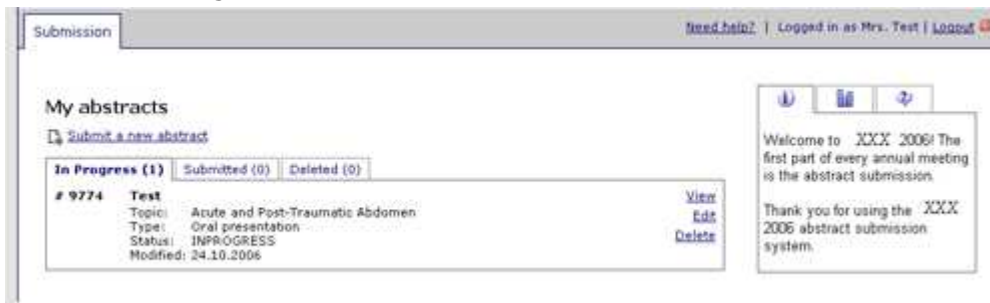 Submission
Need help? | Logged in as Mrs. Test | Logout
My abstracts
Submit a new abstract
In Progress (1) Submitted (0) Deleted (0)
# 9774 Test
Topic: Acute and Post-Traumatic Abdomen
Type: Oral presentation
Status: INPROGRESS
Modified: 24.10.2006
View
Edit
Delete
Welcome to XXX 2006! The
first part of every annual meeting
is the abstract submission.
Thank you for using the XXX
2006 abstract submission
system.